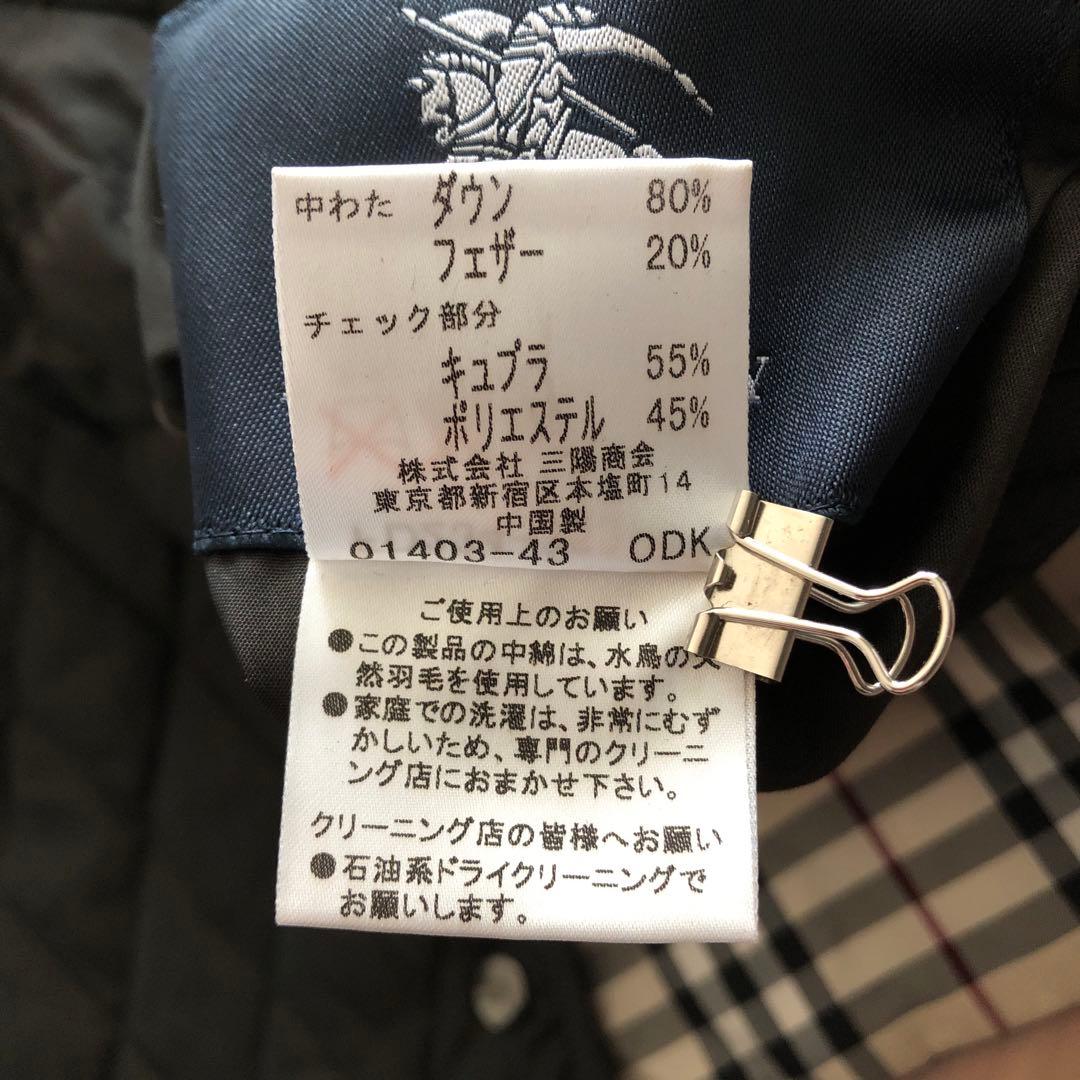 中わた ダウン 80%
フェザー 20%
チェック部分
キュプラ 55%
ポリエステル 45%
株式会社 三陽商会
東京都新宿区本塩町14
中国製
01403-43 ODK
ご使用上のお願い
●この製品の中綿は、水鳥の天
然羽毛を使用しています。
●家庭での洗濯は、非常にむず
かしいため、専門のクリーニ
ング店におまかせ下さい。
クリーニング店の皆様へお願い
●石油系ドライクリーニングで
お願いします。